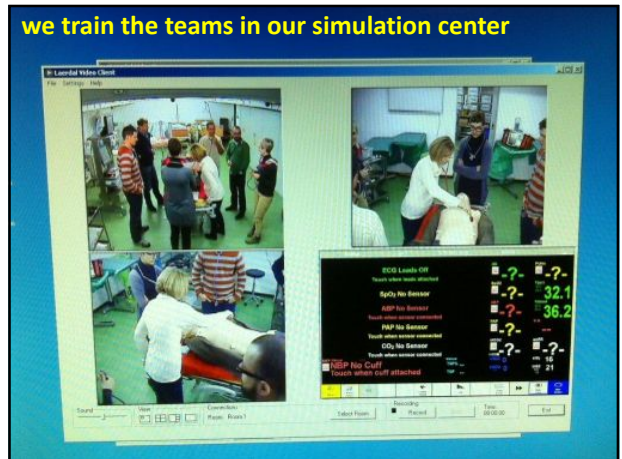 we train the teams in our simulation center
Laerdal Video Client
File Settings Help
ECG Leads Off
Touch when leads attached
SpO₂ No Sensor
ABP No Sensor
Touch when sensor connected
PAP No Sensor
Touch when sensor connected
CO₂ No Sensor
Touch when sensor connected
NBP No Cuff
Touch when cuff attached
-?-
-?-
-?-
32.1
-?-
36.2
-?-
--
-?-
-?-
16
21
Sound
View
Connection:
Room: Room 1
Select Room
Recording
Record
Time
00:00:00
Exit